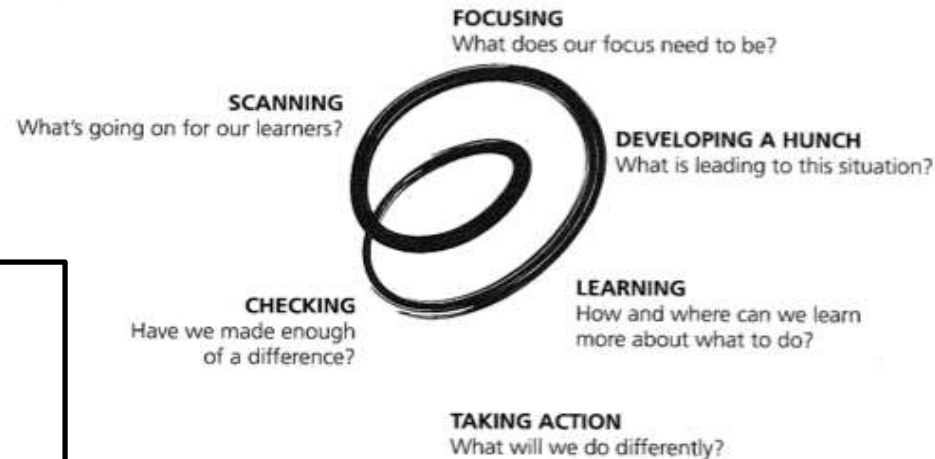 FOCUSING
What does our focus need to be?
SCANNING
What's going on for our learners?
DEVELOPING A HUNCH
What is leading to this situation?
LEARNING
How and where can we learn
more about what to do?
CHECKING
Have we made enough
of a difference?
TAKING ACTION
What will we do differently?